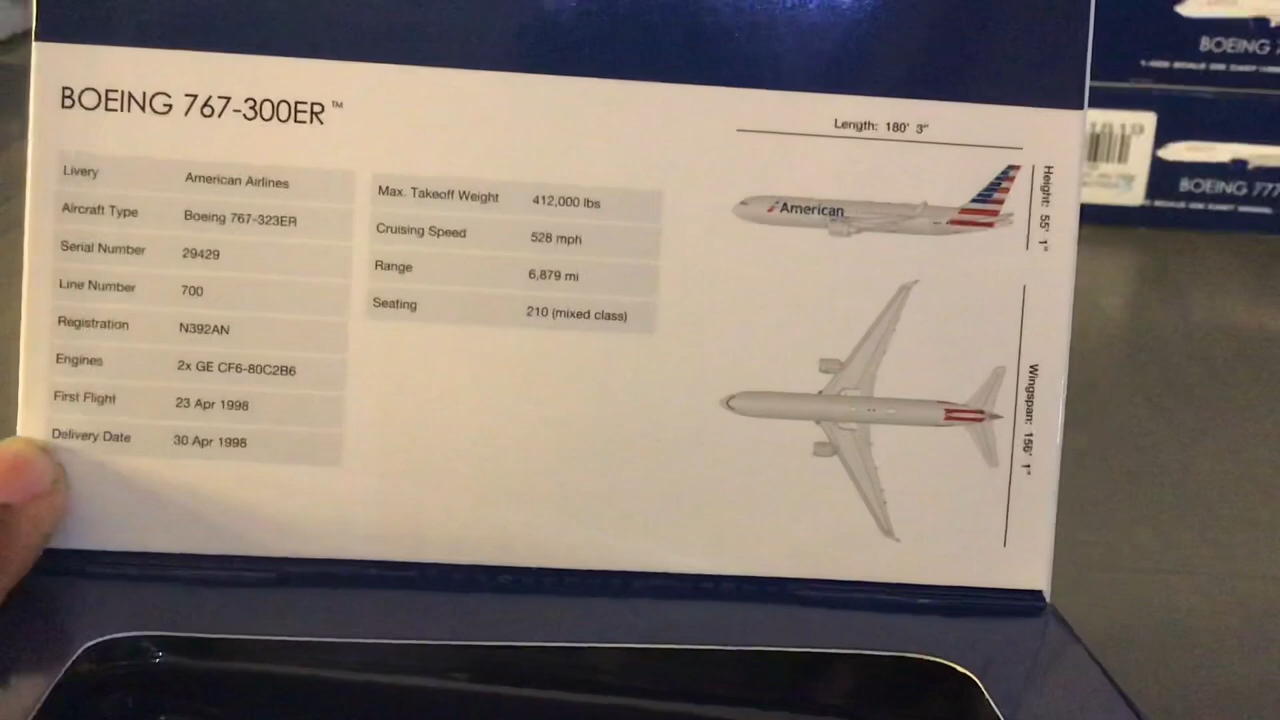 BOEING 767-300ER™
Livery American Airlines
Aircraft Type Boeing 767-323ER
Serial Number 29429
Line Number 700
Registration N392AN
Engines 2x GE CF6-80C2B6
First Flight 23 Apr 1998
Delivery Date 30 Apr 1998
Max. Takeoff Weight 412,000 lbs
Cruising Speed 528 mph
Range 6,879 mi
Seating 210 (mixed class)
Length: 180' 3"
American
Height: 55' 1"
Wingspan: 156' 1"
BOEING
BOEING 777